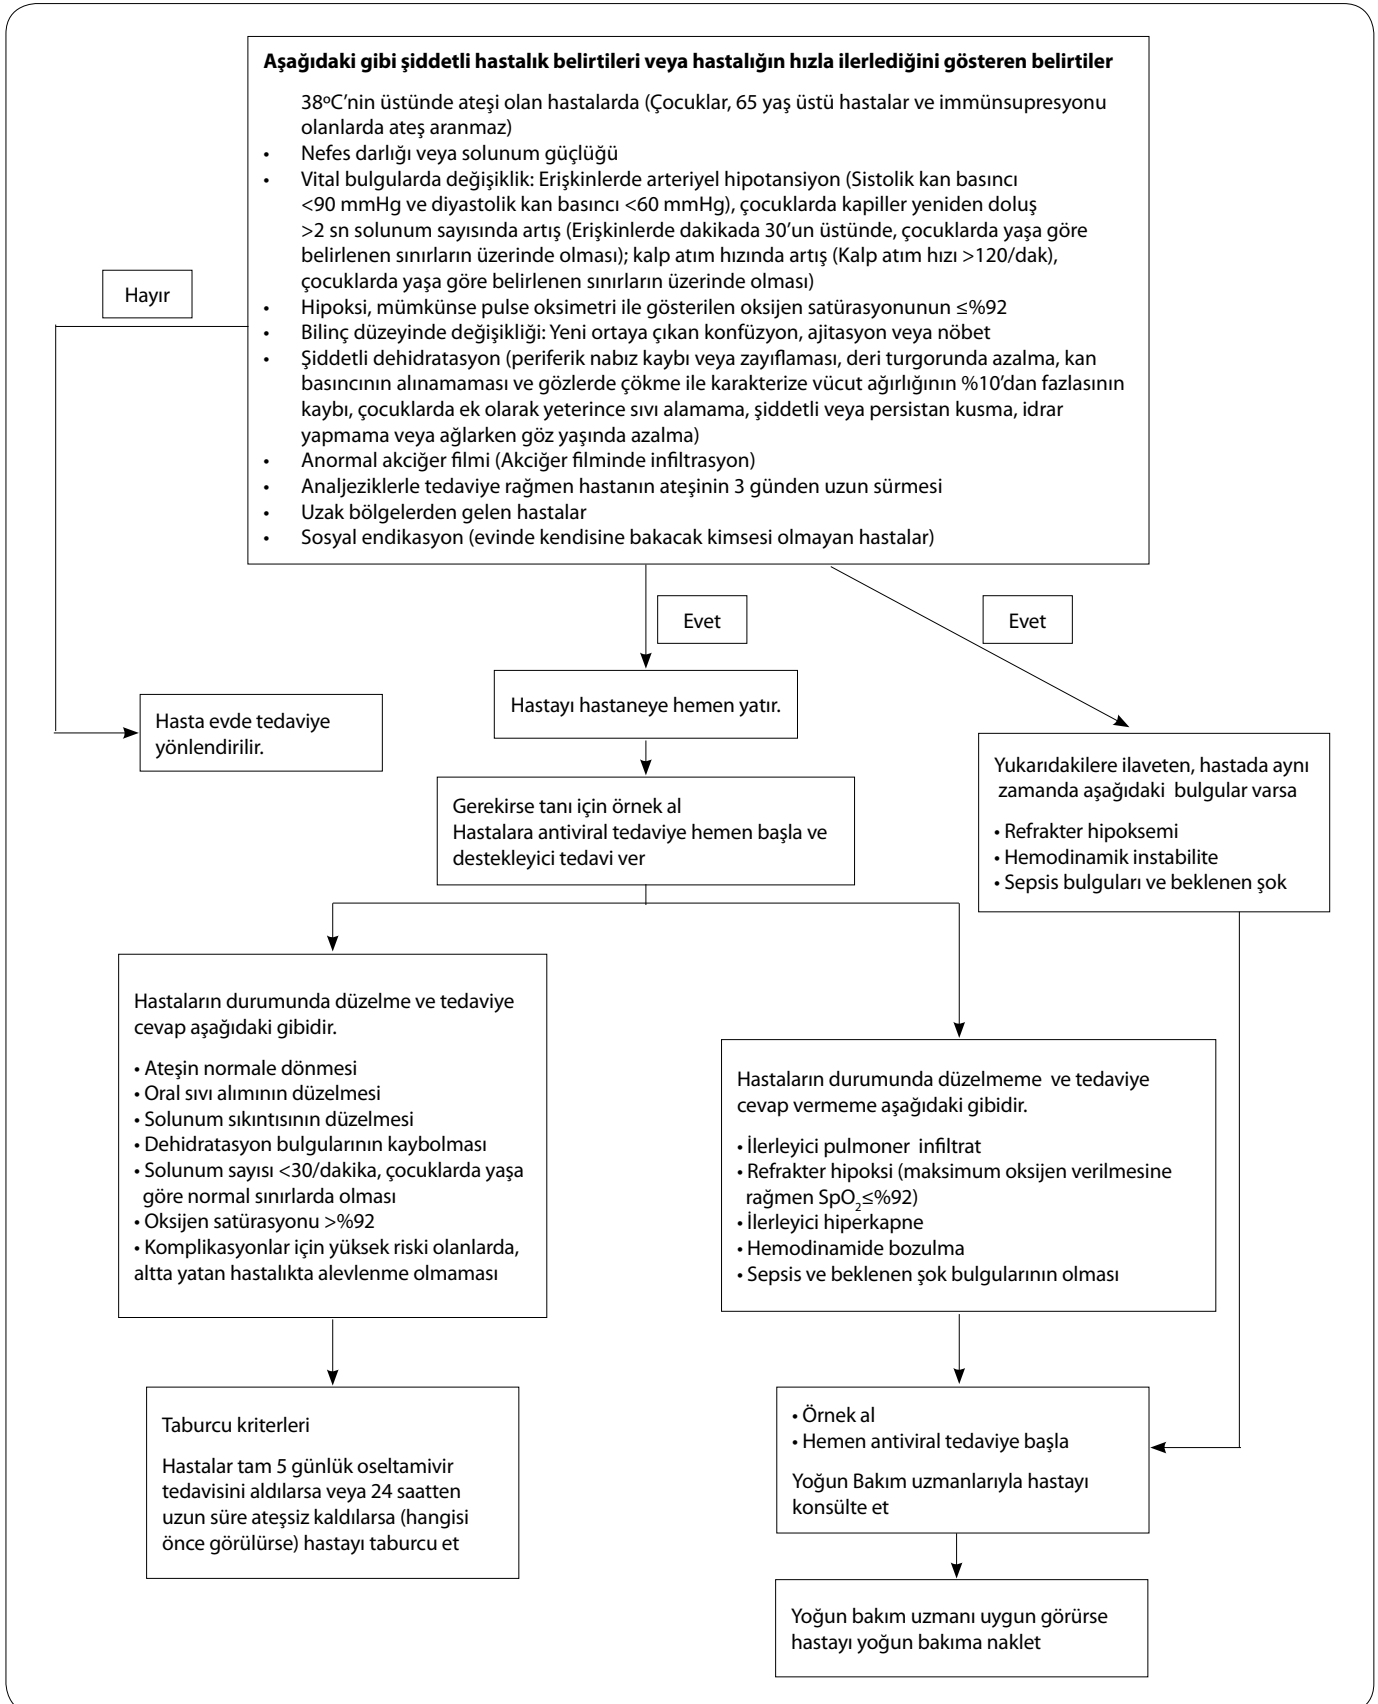 Aşağıdaki gibi şiddetli hastalık belirtileri veya hastalığın hızla ilerlediğini gösteren belirtiler
38ºC’nin üstünde ateşi olan hastalarda (Çocuklar, 65 yaş üstü hastalar ve immünsupresyonu
olanlarda ateş aranmaz)
• Nefes darlığı veya solunum güçlüğü
• Vital bulgularda değişiklik: Erişkinlerde arteriyel hipotansiyon (Sistolik kan basıncı
<90 mmHg ve diyastolik kan basıncı <60 mmHg), çocuklarda kapiller yeniden doluş
>2 sn solunum sayısında artış (Erişkinlerde dakikada 30’un üstünde, çocuklarda yaşa göre
belirlenen sınırların üzerinde olması); kalp atım hızında artış (Kalp atım hızı >120/dak),
çocuklarda yaşa göre belirlenen sınırların üzerinde olması)
• Hipoksi, mümkünse pulse oksimetri ile gösterilen oksijen satürasyonunun ≤%92
• Bilinç düzeyinde değişikliği: Yeni ortaya çıkan konfüzyon, ajitasyon veya nöbet
• Şiddetli dehidratasyon (periferik nabız kaybı veya zayıflaması, deri turgorunda azalma, kan
basıncının alınamaması ve gözlerde çökme ile karakterize vücut ağırlığının %10’dan fazlasının
kaybı, çocuklarda ek olarak yeterince sıvı alamama, şiddetli veya persistan kusma, idrar
yapmama veya ağlarken göz yaşında azalma)
• Anormal akciğer filmi (Akciğer filminde infiltrasyon)
• Analjeziklerle tedaviye rağmen hastanın ateşinin 3 günden uzun sürmesi
• Uzak bölgelerden gelen hastalar
• Sosyal endikasyon (evinde kendisine bakacak kimsesi olmayan hastalar)
Hayır
Evet
Evet
Hasta evde tedaviye
yönlendirilir.
Hastayı hastaneye hemen yatır.
Yukarıdakilere ilaveten, hastada aynı
zamanda aşağıdaki bulgular varsa
• Refrakter hipoksemi
• Hemodinamik instabilite
• Sepsis bulguları ve beklenen şok
Gerekirse tanı için örnek al
Hastalara antiviral tedaviye hemen başla ve
destekleyici tedavi ver
Hastaların durumunda düzelme ve tedaviye
cevap aşağıdaki gibidir.
• Ateşin normale dönmesi
• Oral sıvı alımının düzelmesi
• Solunum sıkıntısının düzelmesi
• Dehidratasyon bulgularının kaybolması
• Solunum sayısı <30/dakika, çocuklarda yaşa
göre normal sınırlarda olması
• Oksijen satürasyonu >%92
• Komplikasyonlar için yüksek riski olanlarda,
altta yatan hastalıkta alevlenme olmaması
Hastaların durumunda düzelmeme ve tedaviye
cevap vermeme aşağıdaki gibidir.
• İlerleyici pulmoner infiltrat
• Refrakter hipoksi (maksimum oksijen verilmesine
rağmen SpO₂≤%92)
• İlerleyici hiperkapne
• Hemodinamide bozulma
• Sepsis ve beklenen şok bulgularının olması
Taburcu kriterleri
Hastalar tam 5 günlük oseltamivir
tedavisini aldılarsa veya 24 saatten
uzun süre ateşsiz kaldılarsa (hangisi
önce görülürse) hastayı taburcu et
• Örnek al
• Hemen antiviral tedaviye başla
Yoğun Bakım uzmanlarıyla hastayı
konsülte et
Yoğun bakım uzmanı uygun görürse
hastayı yoğun bakıma naklet